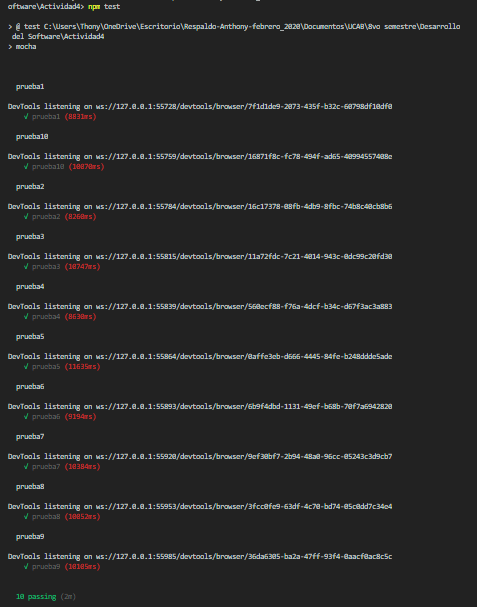 oftware\Actividad4> npm test
> @ test C:\Users\Thony\OneDrive\Escritorio\Respaldo-Anthony-febrero_2020\Documentos\UCAB\8vo semestre\Desarrollo
del Software\Actividad4
> mocha
prueba1
DevTools listening on ws://127.0.0.1:55728/devtools/browser/7f1d1de9-2073-435f-b32c-60798df10df0
√ prueba1 (8831ms)
prueba10
DevTools listening on ws://127.0.0.1:55759/devtools/browser/16871f8c-fc78-494f-ad65-40994557408e
√ prueba10 (10070ms)
prueba2
DevTools listening on ws://127.0.0.1:55784/devtools/browser/16c17378-08fb-4db9-8fbc-74b8c40cb8b6
√ prueba2 (8260ms)
prueba3
DevTools listening on ws://127.0.0.1:55815/devtools/browser/11a72fdc-7c21-4014-943c-0dc99c20fd30
√ prueba3 (10747ms)
prueba4
DevTools listening on ws://127.0.0.1:55839/devtools/browser/560ecf88-f76a-4dcf-b34c-d67f3ac3a883
√ prueba4 (8630ms)
prueba5
DevTools listening on ws://127.0.0.1:55864/devtools/browser/0affe3eb-d666-4445-84fe-b248ddde5ade
√ prueba5 (11635ms)
prueba6
DevTools listening on ws://127.0.0.1:55893/devtools/browser/6b9f4dbd-1131-49ef-b68b-70f7a6942820
√ prueba6 (9194ms)
prueba7
DevTools listening on ws://127.0.0.1:55920/devtools/browser/9ef30bf7-2b94-48a0-96cc-05243c3d9cb7
√ prueba7 (10384ms)
prueba8
DevTools listening on ws://127.0.0.1:55953/devtools/browser/3fcc0fe9-63df-4c70-bd74-05c0dd7c34e4
√ prueba8 (10052ms)
prueba9
DevTools listening on ws://127.0.0.1:55985/devtools/browser/36da6305-ba2a-47ff-93f4-0aacf0ac8c5c
√ prueba9 (10105ms)
10 passing (2m)